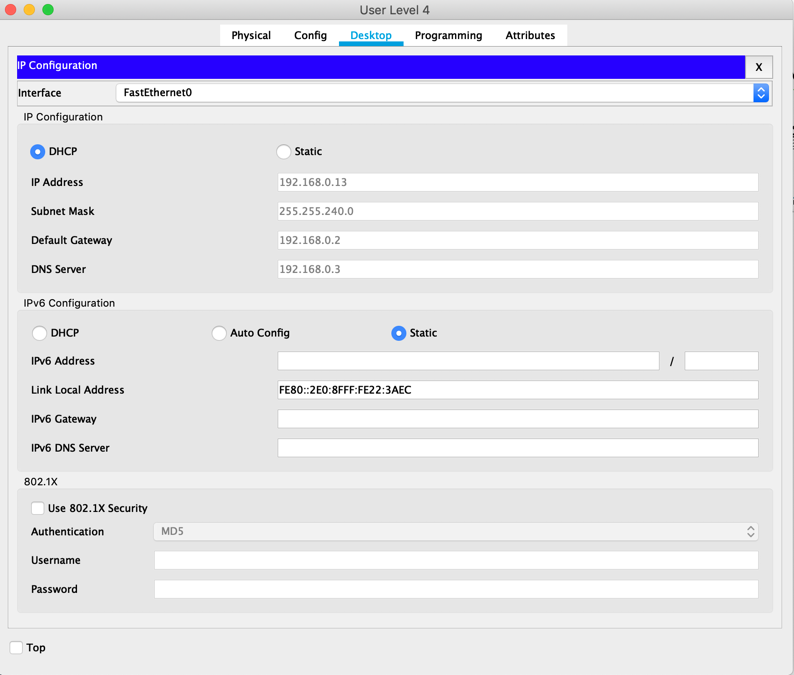 User Level 4
Physical Config Desktop Programming Attributes
IP Configuration X
Interface FastEthernet0
IP Configuration
DHCP Static
IP Address 192.168.0.13
Subnet Mask 255.255.240.0
Default Gateway 192.168.0.2
DNS Server 192.168.0.3
IPv6 Configuration
DHCP Auto Config Static
IPv6 Address /
Link Local Address FE80::2E0:8FFF:FE22:3AEC
IPv6 Gateway
IPv6 DNS Server
802.1X
Use 802.1X Security
Authentication MD5
Username
Password
Top